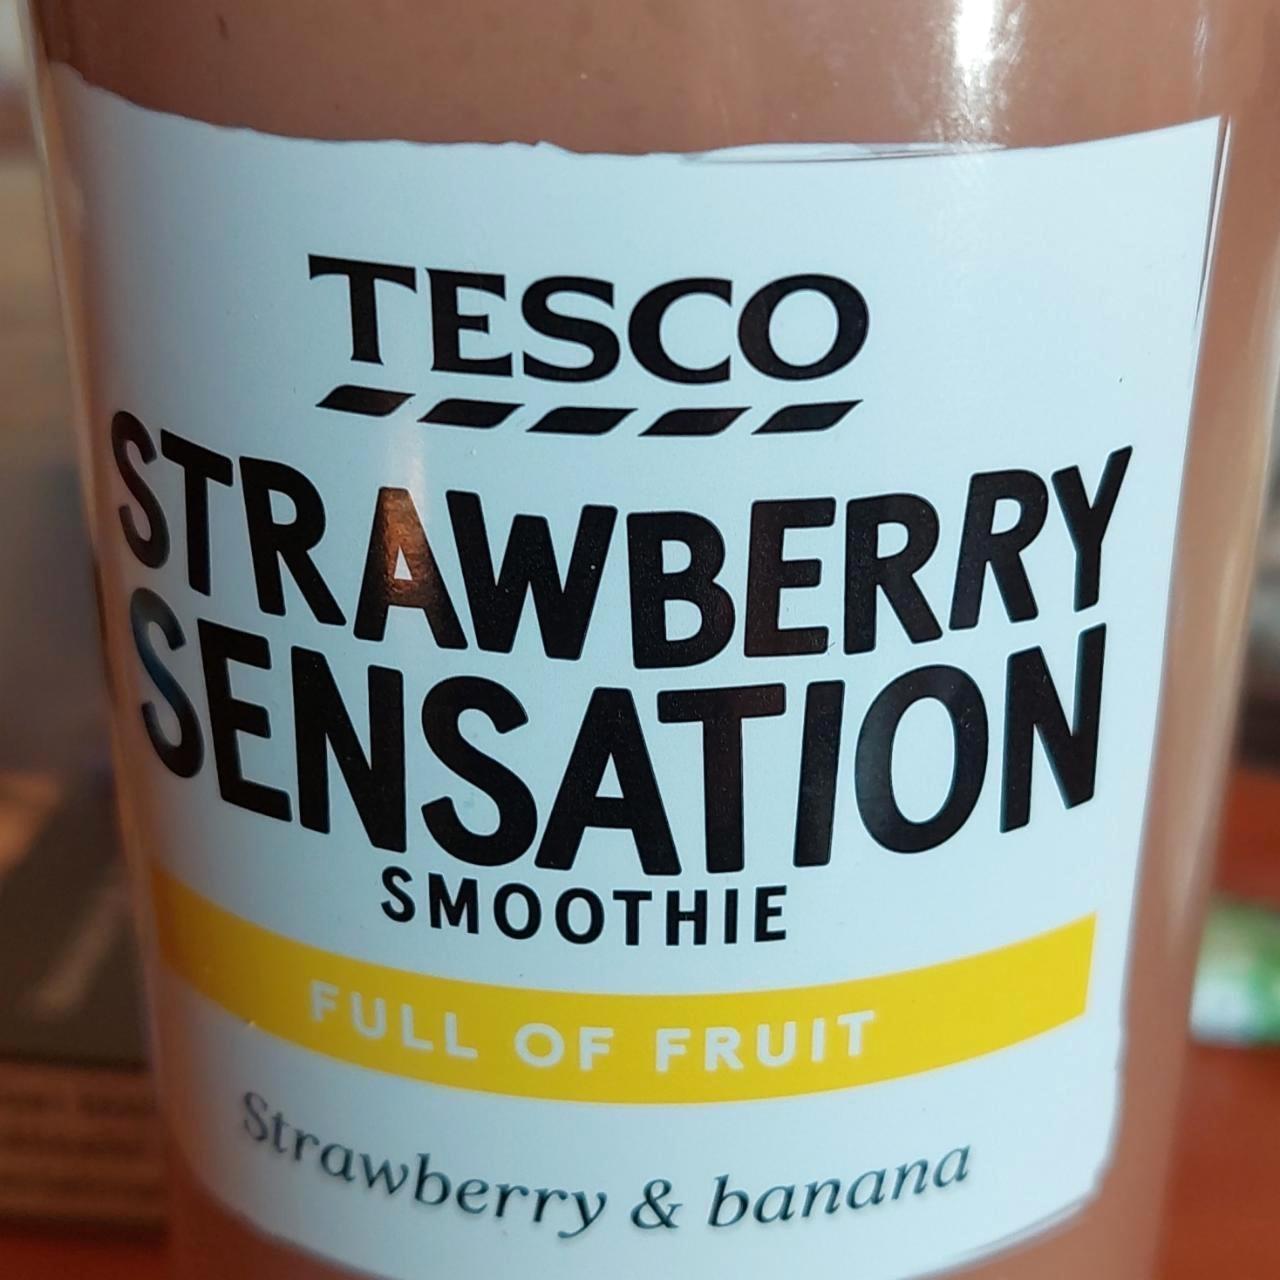 TESCO
STRAWBERRY
SENSATION
SMOOTHIE
FULL OF FRUIT
Strawberry & banana